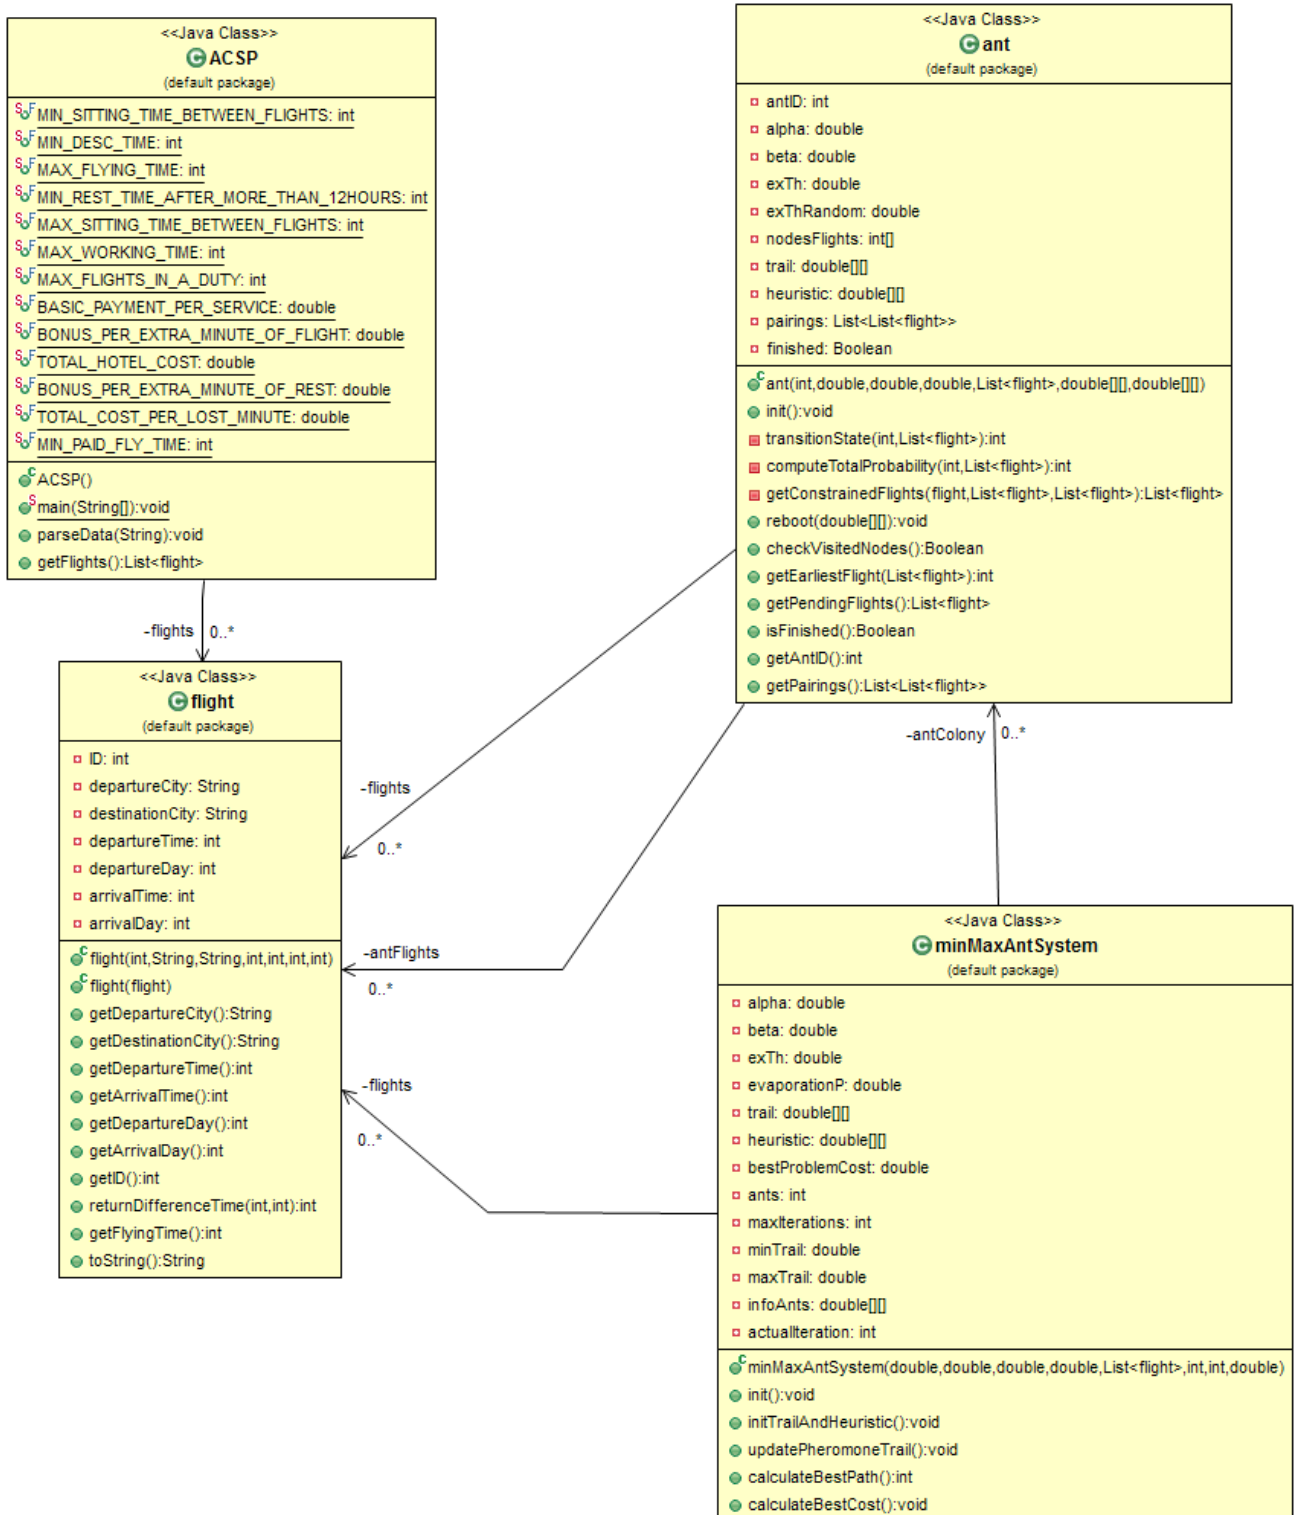 <<Java Class>>
ACSP
(default package)
MIN_SITTING_TIME_BETWEEN_FLIGHTS: int
MIN_DESC_TIME: int
MAX_FLYING_TIME: int
MIN_REST_TIME_AFTER_MORE_THAN_12HOURS: int
MAX_SITTING_TIME_BETWEEN_FLIGHTS: int
MAX_WORKING_TIME: int
MAX_FLIGHTS_IN_A_DUTY: int
BASIC_PAYMENT_PER_SERVICE: double
BONUS_PER_EXTRA_MINUTE_OF_FLIGHT: double
TOTAL_HOTEL_COST: double
BONUS_PER_EXTRA_MINUTE_OF_REST: double
TOTAL_COST_PER_LOST_MINUTE: double
MIN_PAID_FLY_TIME: int
ACSP()
main(String[]):void
parseData(String):void
getFlights():List<flight>
-flights 0..*
<<Java Class>>
flight
(default package)
ID: int
departureCity: String
destinationCity: String
departureTime: int
departureDay: int
arrivalTime: int
arrivalDay: int
flight(int,String,String,int,int,int,int)
flight(flight)
getDepartureCity():String
getDestinationCity():String
getDepartureTime():int
getArrivalTime():int
getDepartureDay():int
getArrivalDay():int
getID():int
returnDifferenceTime(int,int):int
getFlyingTime():int
toString():String
<<Java Class>>
ant
(default package)
antID: int
alpha: double
beta: double
exTh: double
exThRandom: double
nodesFlights: int[]
trail: double[][]
heuristic: double[][]
pairings: List<List<flight>>
finished: Boolean
ant(int,double,double,double,List<flight>,double[][],double[][])
init():void
transitionState(int,List<flight>):int
computeTotalProbability(int,List<flight>):int
getConstrainedFlights(flight,List<flight>,List<flight>):List<flight>
reboot(double[][]):void
checkVisitedNodes():Boolean
getEarliestFlight(List<flight>):int
getPendingFlights():List<flight>
isFinished():Boolean
getAntID():int
getPairings():List<List<flight>>
-flights
0..*
-antFlights
0..*
-flights
0..*
-antColony 0..*
<<Java Class>>
minMaxAntSystem
(default package)
alpha: double
beta: double
exTh: double
evaporationP: double
trail: double[][]
heuristic: double[][]
bestProblemCost: double
ants: int
maxIterations: int
minTrail: double
maxTrail: double
infoAnts: double[][]
actualIteration: int
minMaxAntSystem(double,double,double,double,List<flight>,int,int,double)
init():void
initTrailAndHeuristic():void
updatePheromoneTrail():void
calculateBestPath():int
calculateBestCost():void